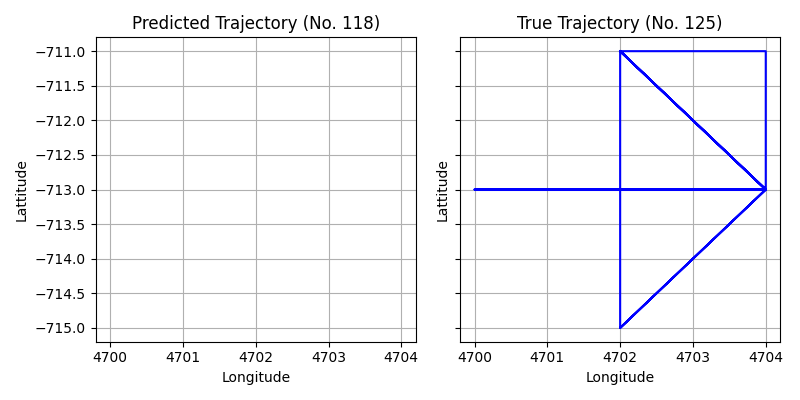 Predicted Trajectory (No. 118)
True Trajectory (No. 125)
−711.0
−711.5
−712.0
−712.5
−713.0
−713.5
−714.0
−714.5
−715.0
Lattitude
Lattitude
4700 4701 4702 4703 4704
4700 4701 4702 4703 4704
Longitude
Longitude